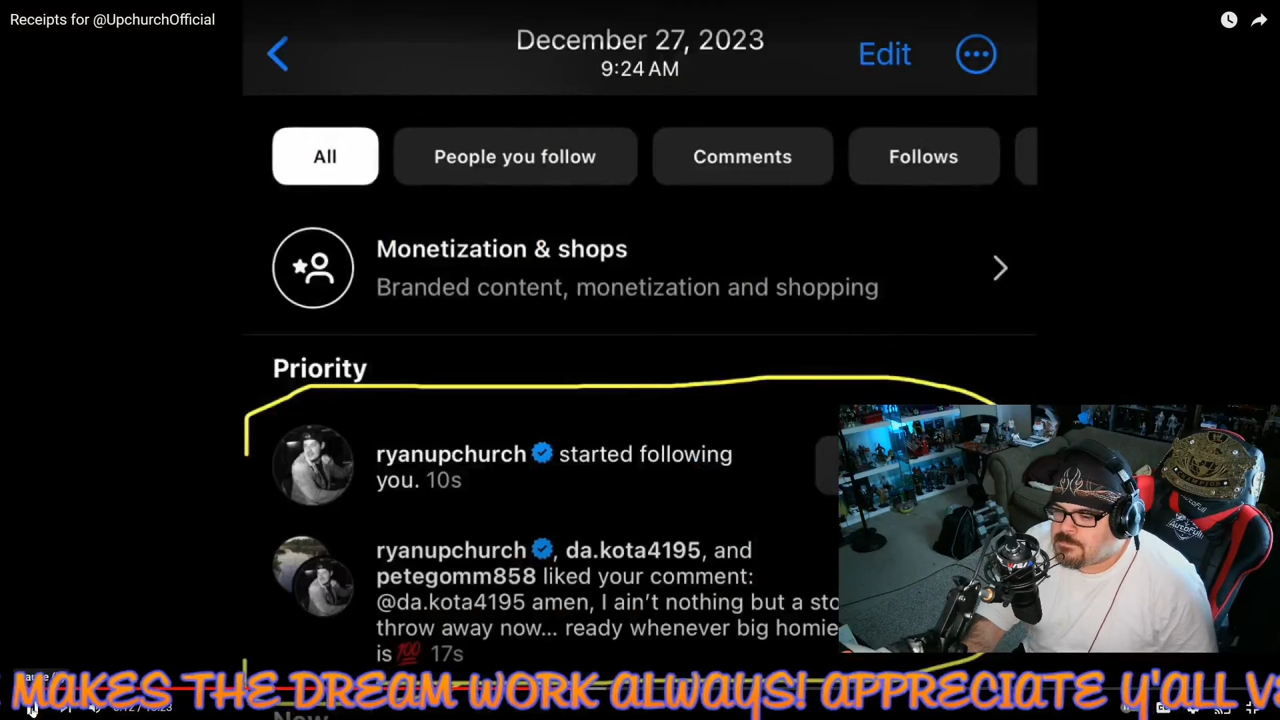 Receipts for @UpchurchOfficial
December 27, 2023
9:24 AM
Edit
All
People you follow
Comments
Follows
Monetization & shops
Branded content, monetization and shopping
Priority
ryanupchurch started following
you. 10s
ryanupchurch, da.kota4195, and
petegomm858 liked your comment:
@da.kota4195 amen, I ain't nothing but a sto
throw away now... ready whenever big homie
is 💯 17s
MAKES THE DREAM WORK ALWAYS! APPRECIATE Y'ALL